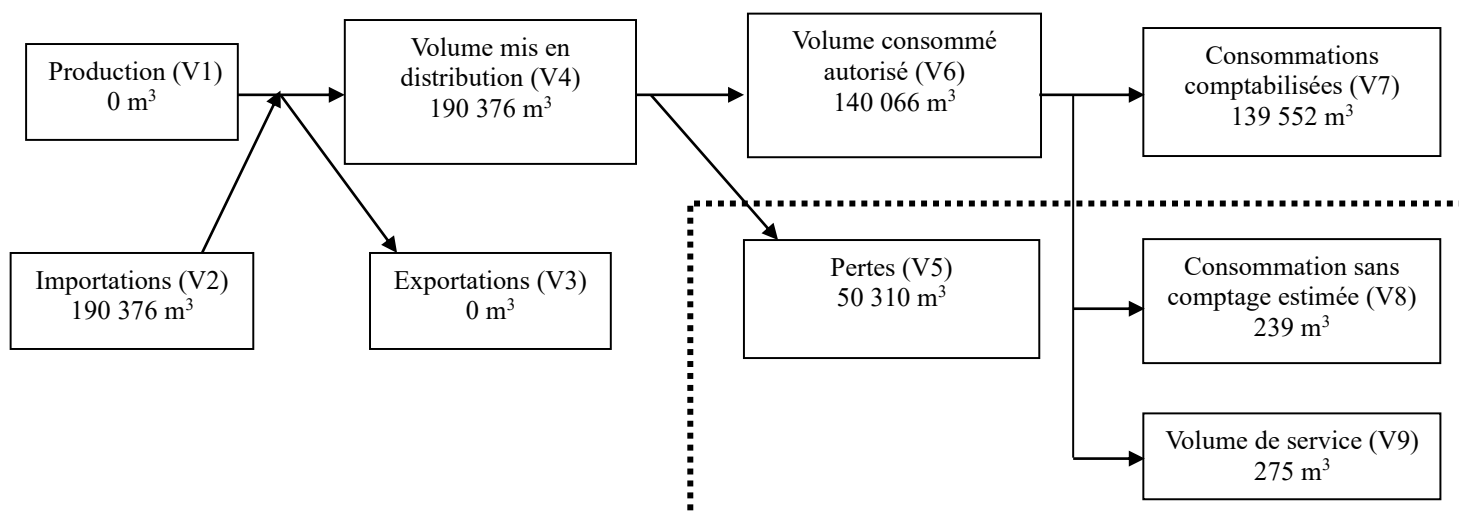 Production (V1)
0 m³
Volume mis en
distribution (V4)
190 376 m³
Volume consommé
autorisé (V6)
140 066 m³
Consommations
comptabilisées (V7)
139 552 m³
Importations (V2)
190 376 m³
Exportations (V3)
0 m³
Pertes (V5)
50 310 m³
Consommation sans
comptage estimée (V8)
239 m³
Volume de service (V9)
275 m³